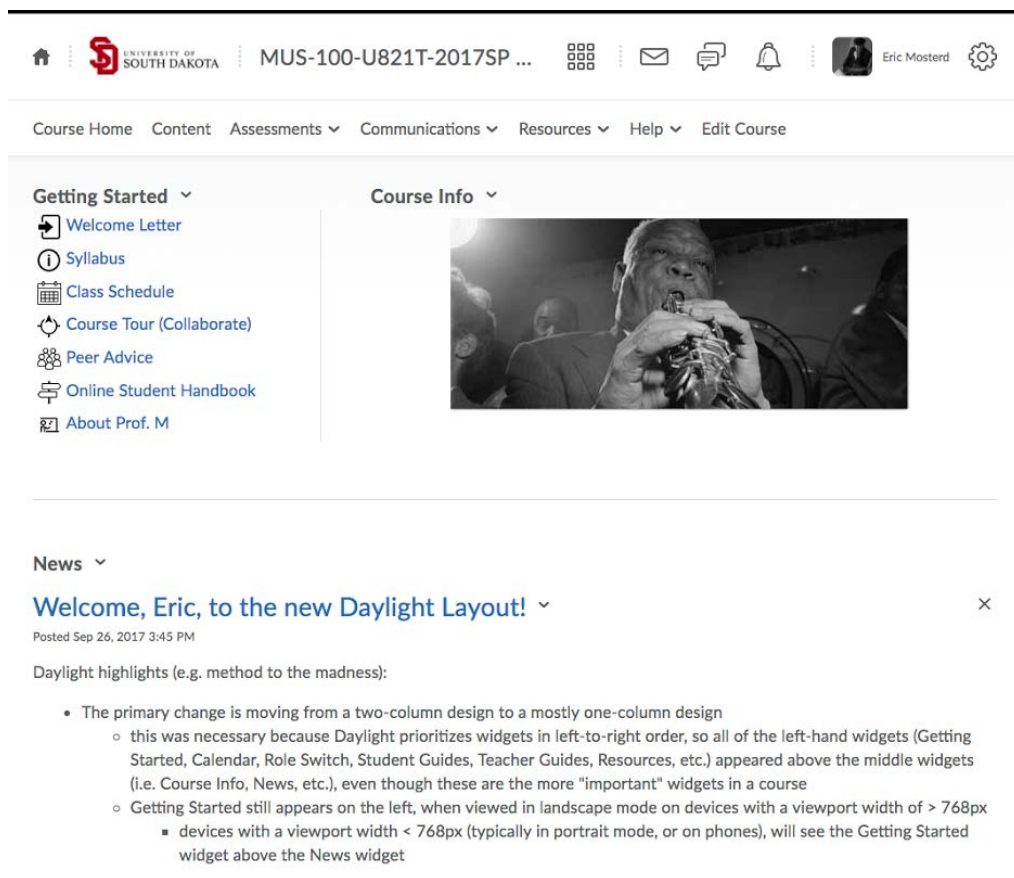 UNIVERSITY OF
SOUTH DAKOTA
MUS-100-U821T-2017SP ...
Eric Mosterd
Course Home Content Assessments Communications Resources Help Edit Course
Getting Started
Welcome Letter
Syllabus
Class Schedule
Course Tour (Collaborate)
Peer Advice
Online Student Handbook
About Prof. M
Course Info
News
Welcome, Eric, to the new Daylight Layout!
Posted Sep 26, 2017 3:45 PM
Daylight highlights (e.g. method to the madness):
• The primary change is moving from a two-column design to a mostly one-column design
◦ this was necessary because Daylight prioritizes widgets in left-to-right order, so all of the left-hand widgets (Getting
Started, Calendar, Role Switch, Student Guides, Teacher Guides, Resources, etc.) appeared above the middle widgets
(i.e. Course Info, News, etc.), even though these are the more "important" widgets in a course
◦ Getting Started still appears on the left, when viewed in landscape mode on devices with a viewport width of > 768px
▪ devices with a viewport width < 768px (typically in portrait mode, or on phones), will see the Getting Started
widget above the News widget